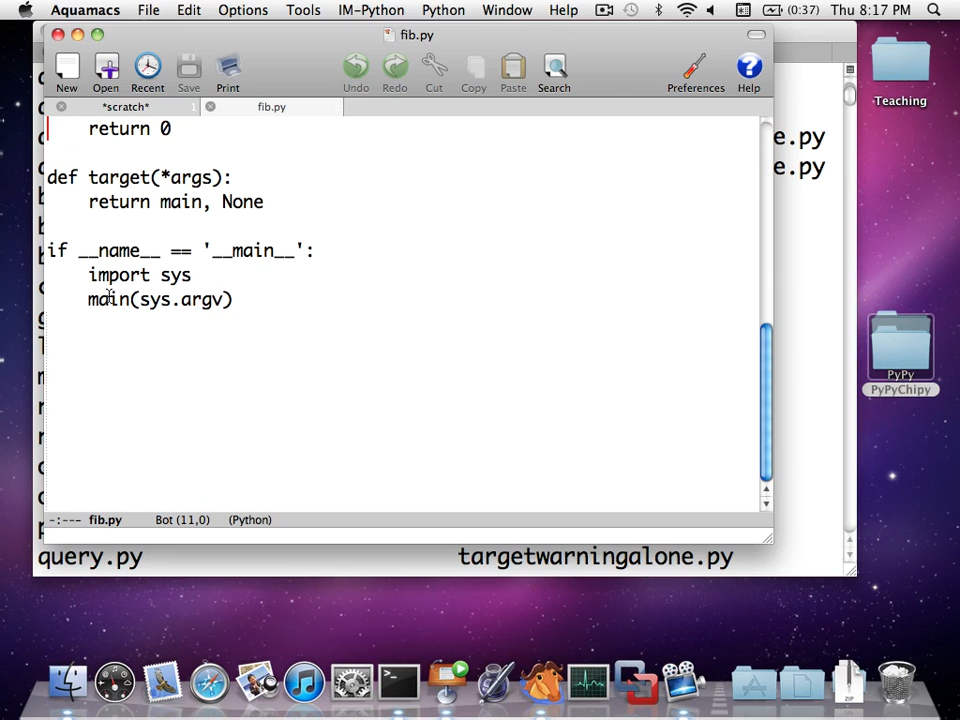 Aquamacs File Edit Options Tools IM-Python Python Window Help (0:37) Thu 8:17 PM
fib.py
New Open Recent Save Print Undo Redo Cut Copy Paste Search Preferences Help
*scratch* 1 fib.py
return 0
def target(*args):
return main, None
if __name__ == '__main__':
import sys
main(sys.argv)
-:--- fib.py Bot (11,0) (Python)
e.py
e.py
query.py targetwarningalone.py
Teaching
PyPy
PyPyChipy
ZIP